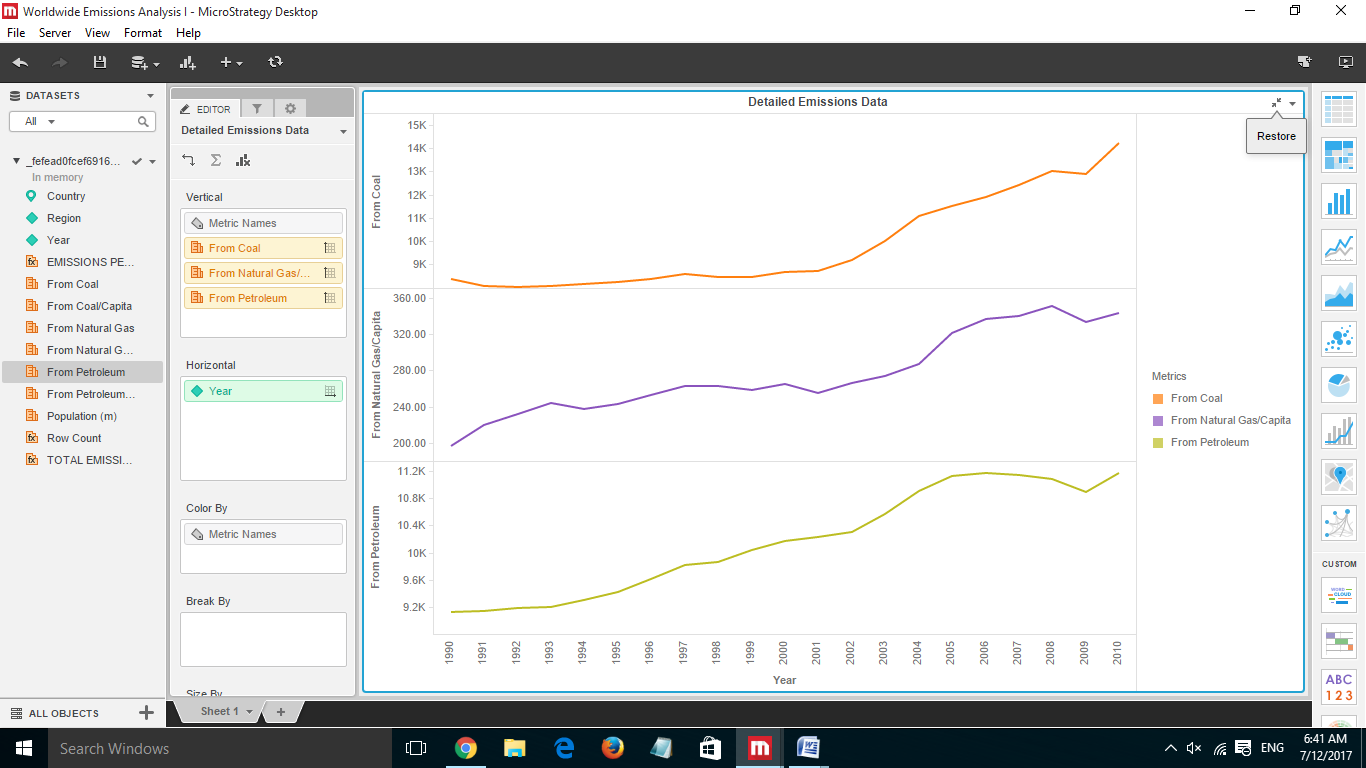 Worldwide Emissions Analysis I - MicroStrategy Desktop
File Server View Format Help
DATASETS
All
_fefead0fcef6916...
In memory
Country
Region
Year
EMISSIONS PE...
From Coal
From Coal/Capita
From Natural Gas
From Natural G...
From Petroleum
From Petroleum...
Population (m)
Row Count
TOTAL EMISSI...
ALL OBJECTS
EDITOR
Detailed Emissions Data
Vertical
Metric Names
From Coal
From Natural Gas/...
From Petroleum
Horizontal
Year
Color By
Metric Names
Break By
Size By
Detailed Emissions Data
Restore
From Coal
15K
14K
13K
12K
11K
10K
9K
From Natural Gas/Capita
360.00
320.00
280.00
240.00
200.00
From Petroleum
11.2K
10.8K
10.4K
10K
9.6K
9.2K
1990 1991 1992 1993 1994 1995 1996 1997 1998 1999 2000 2001 2002 2003 2004 2005 2006 2007 2008 2009 2010
Year
Metrics
From Coal
From Natural Gas/Capita
From Petroleum
CUSTOM
WORD
CLOUD
ABC
123
Sheet 1
Search Windows
ENG
6:41 AM
7/12/2017